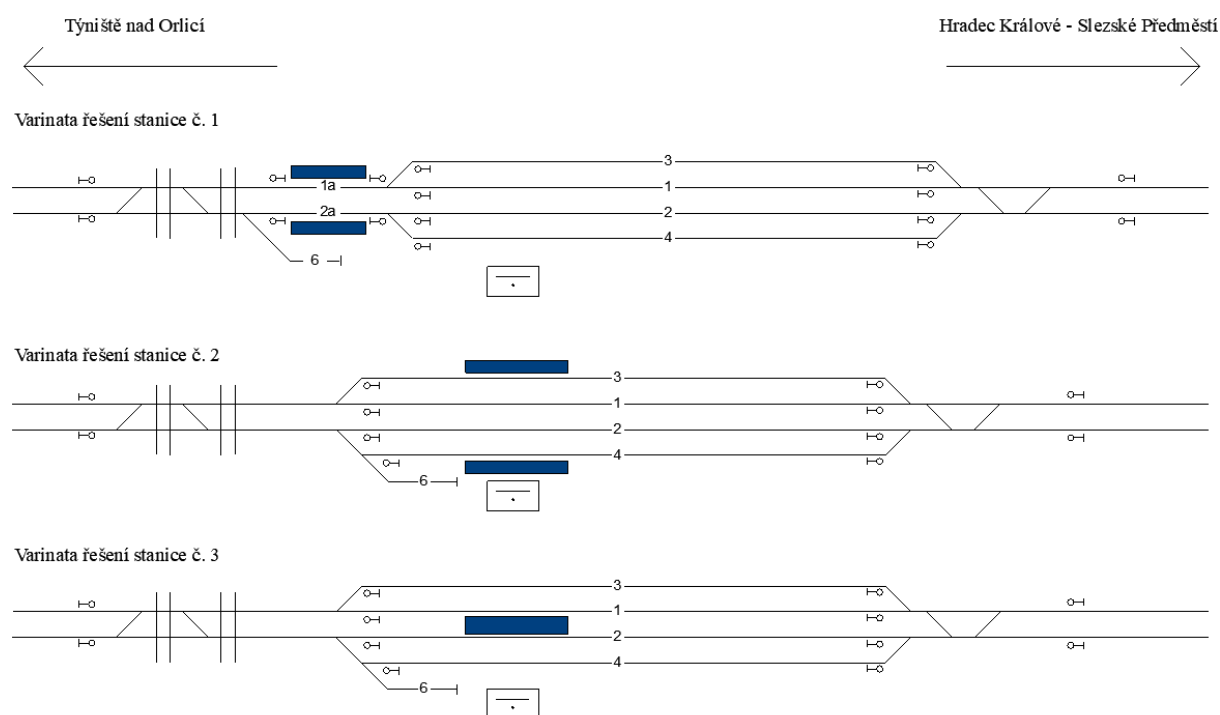 Týniště nad Orlicí
Hradec Králové - Slezské Předměstí
Varinata řešení stanice č. 1
3
1a
1
2a
2
4
6
Varinata řešení stanice č. 2
3
1
2
4
6
Varinata řešení stanice č. 3
3
1
2
4
6